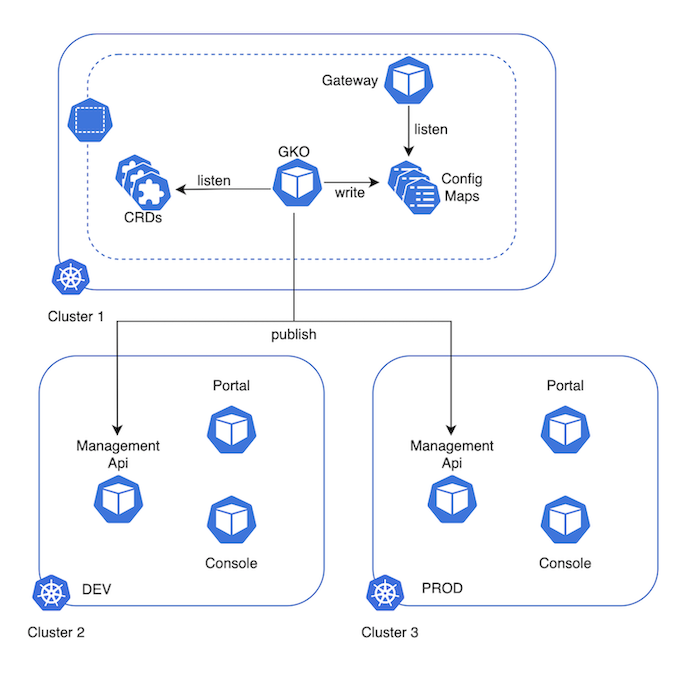 Gateway
listen
GKO
listen
write
Config
Maps
CRDs
Cluster 1
publish
Portal
Management
Api
Console
DEV
Cluster 2
Portal
Management
Api
Console
PROD
Cluster 3